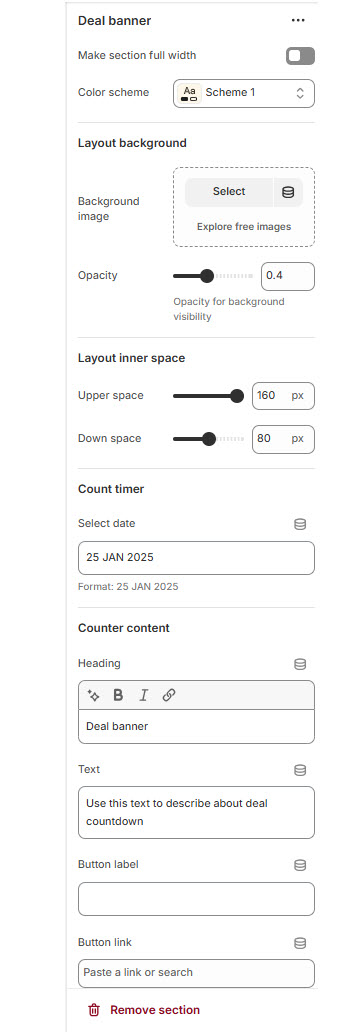 Deal banner
Make section full width
Color scheme
Aa
Scheme 1
Layout background
Background
image
Select
Explore free images
Opacity
0.4
Opacity for background
visibility
Layout inner space
Upper space
160 px
Down space
80 px
Count timer
Select date
25 JAN 2025
Format: 25 JAN 2025
Counter content
Heading
B I
Deal banner
Text
Use this text to describe about deal
countdown
Button label
Button link
Paste a link or search
Remove section